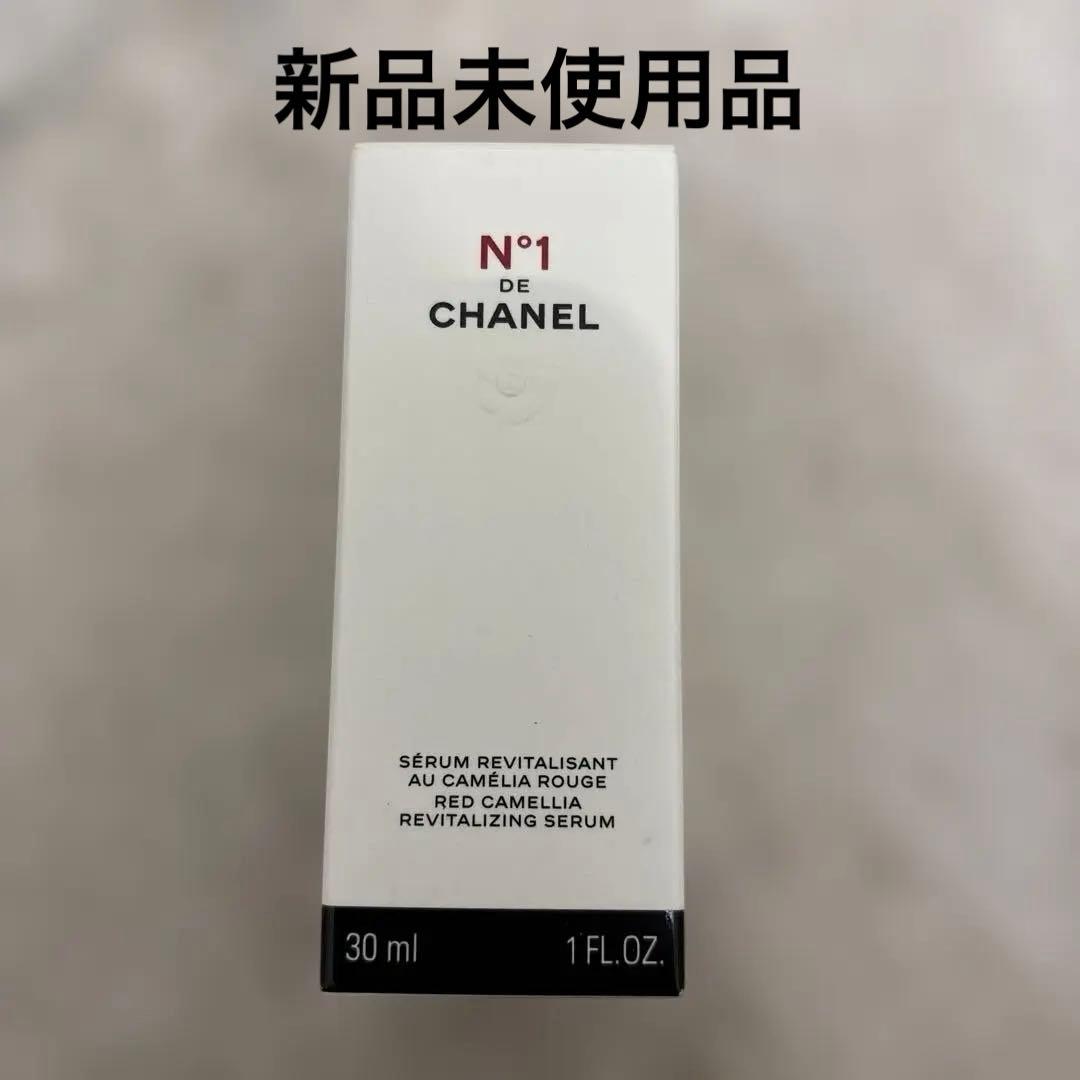 新品未使用品
N°1
DE
CHANEL
SÉRUM REVITALISANT
AU CAMÉLIA ROUGE
RED CAMELLIA
REVITALIZING SERUM
30 ml 1 FL.OZ.